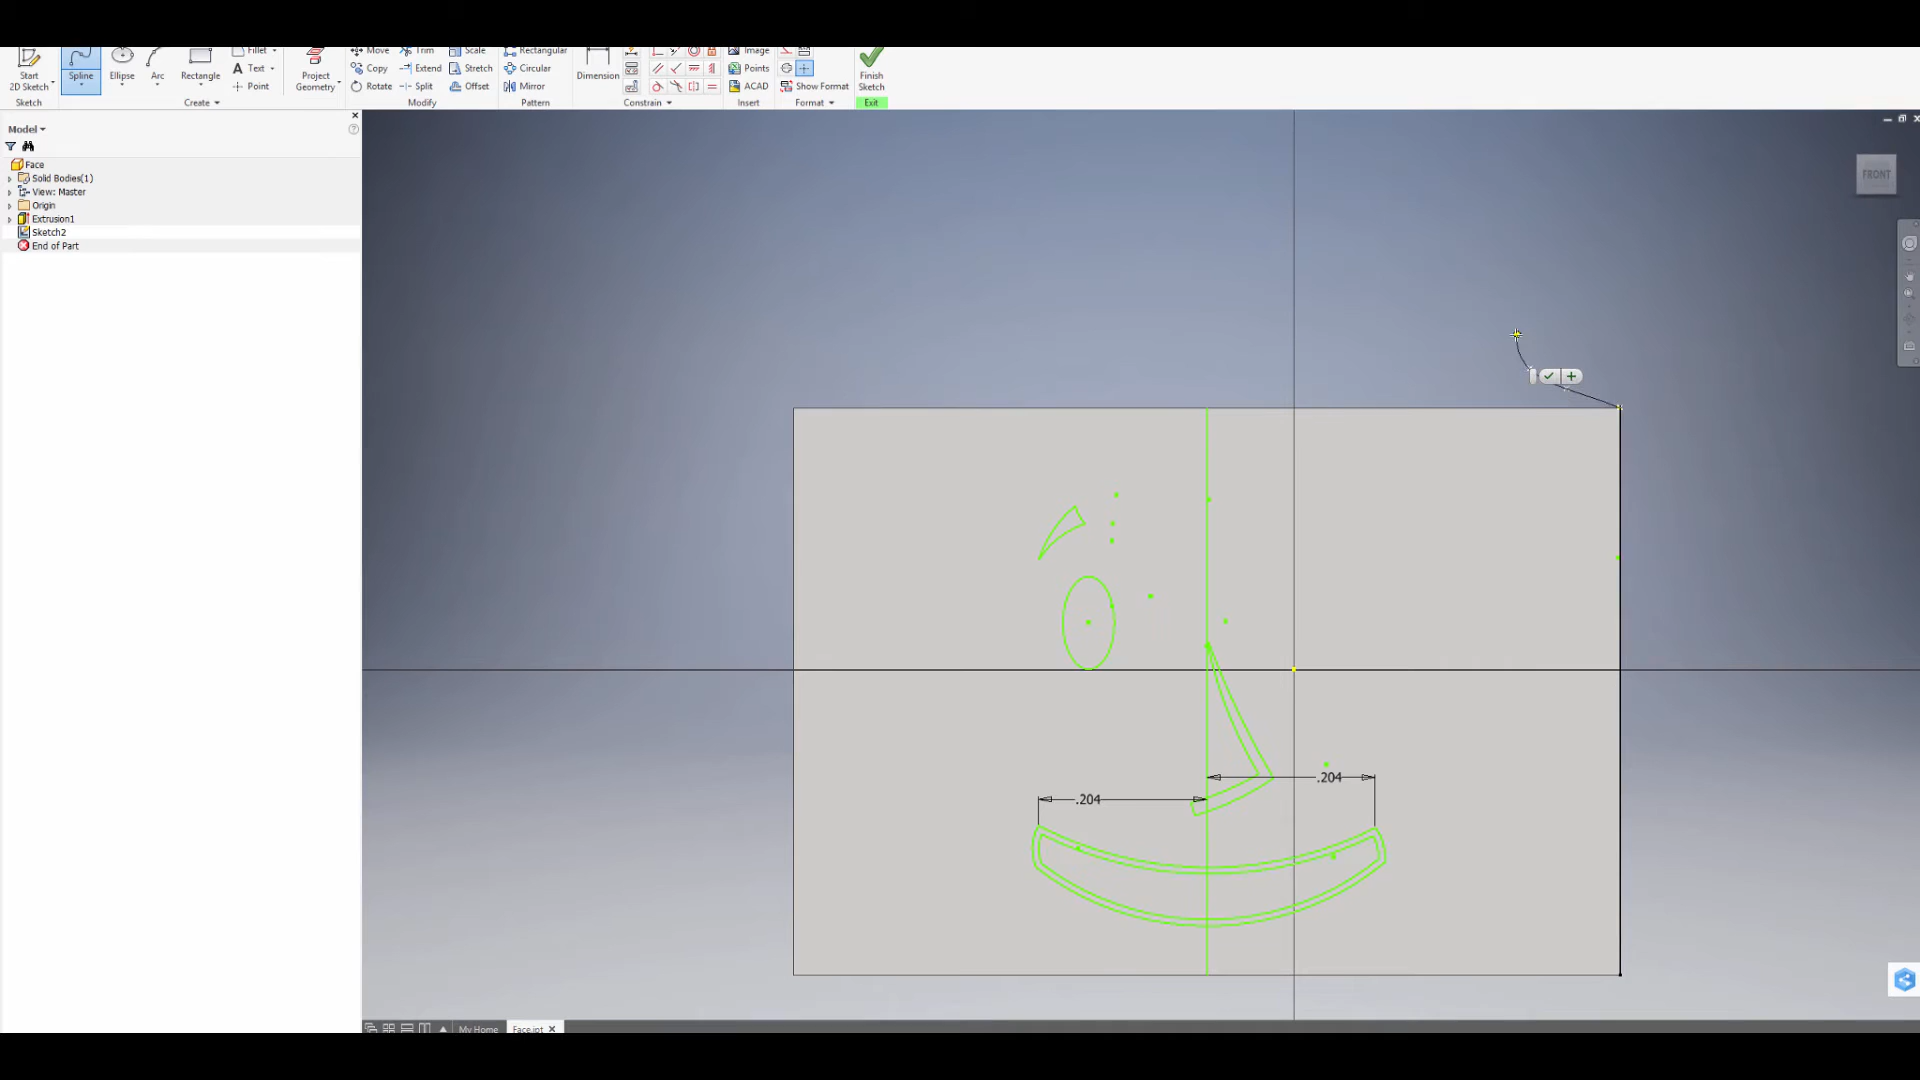 Move Trim Scale Rectangular Image
Fillet
Start
2D Sketch
Spline
Ellipse
Arc
Rectangle
Text
Point
Project
Geometry
Copy Extend Stretch
Rotate Split Offset
Circular
Mirror
Dimension
Points
ACAD
Show Format
Finish
Sketch
Sketch Create Modify Pattern Constrain Insert Format Exit
Model
Face
Solid Bodies(1)
View: Master
Origin
Extrusion1
Sketch2
End of Part
FRONT
.204
.204
My Home Face.ipt